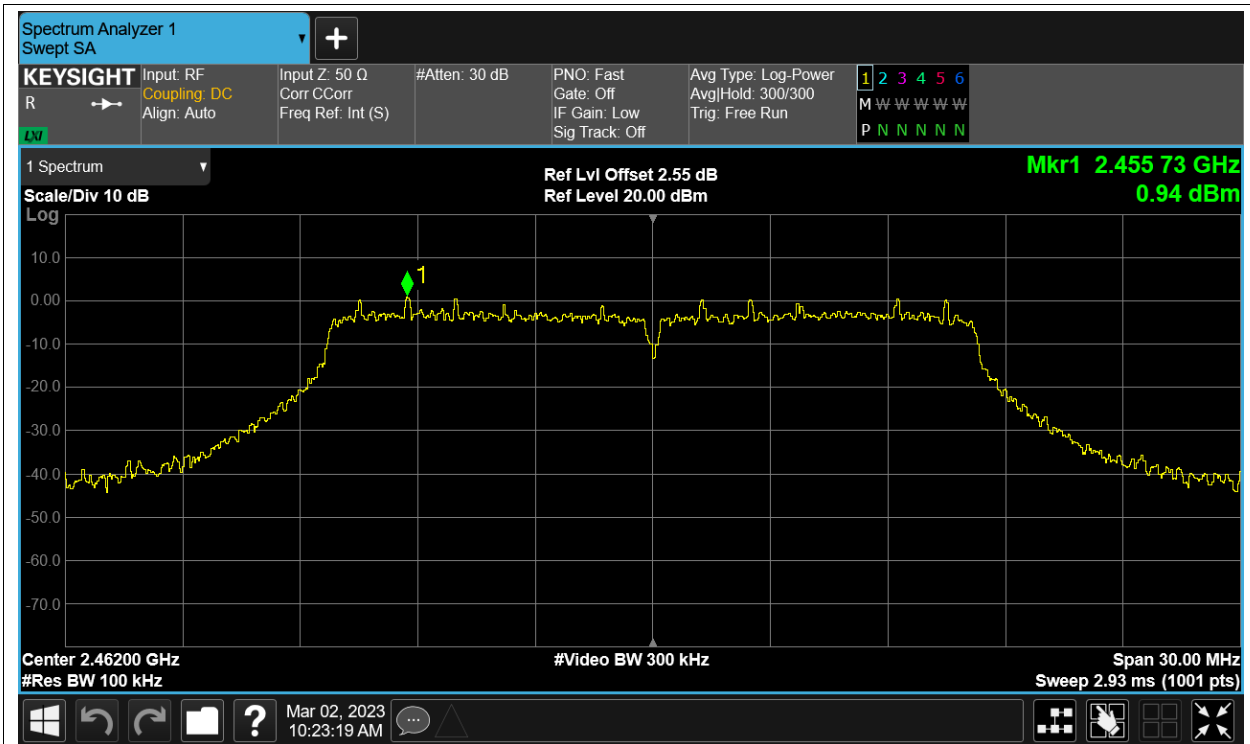 Spectrum Analyzer 1
Swept SA
KEYSIGHT
R
LXI
Input: RF
Coupling: DC
Align: Auto
Input Z: 50 Ω
Corr CCorr
Freq Ref: Int (S)
#Atten: 30 dB
PNO: Fast
Gate: Off
IF Gain: Low
Sig Track: Off
Avg Type: Log-Power
Avg|Hold: 300/300
Trig: Free Run
1 2 3 4 5 6
M W W W W W
P N N N N N
1 Spectrum
Scale/Div 10 dB
Log
Ref Lvl Offset 2.55 dB
Ref Level 20.00 dBm
Mkr1 2.455 73 GHz
0.94 dBm
1
10.0
0.00
-10.0
-20.0
-30.0
-40.0
-50.0
-60.0
-70.0
Center 2.46200 GHz
#Res BW 100 kHz
#Video BW 300 kHz
Span 30.00 MHz
Sweep 2.93 ms (1001 pts)
?
Mar 02, 2023
10:23:19 AM